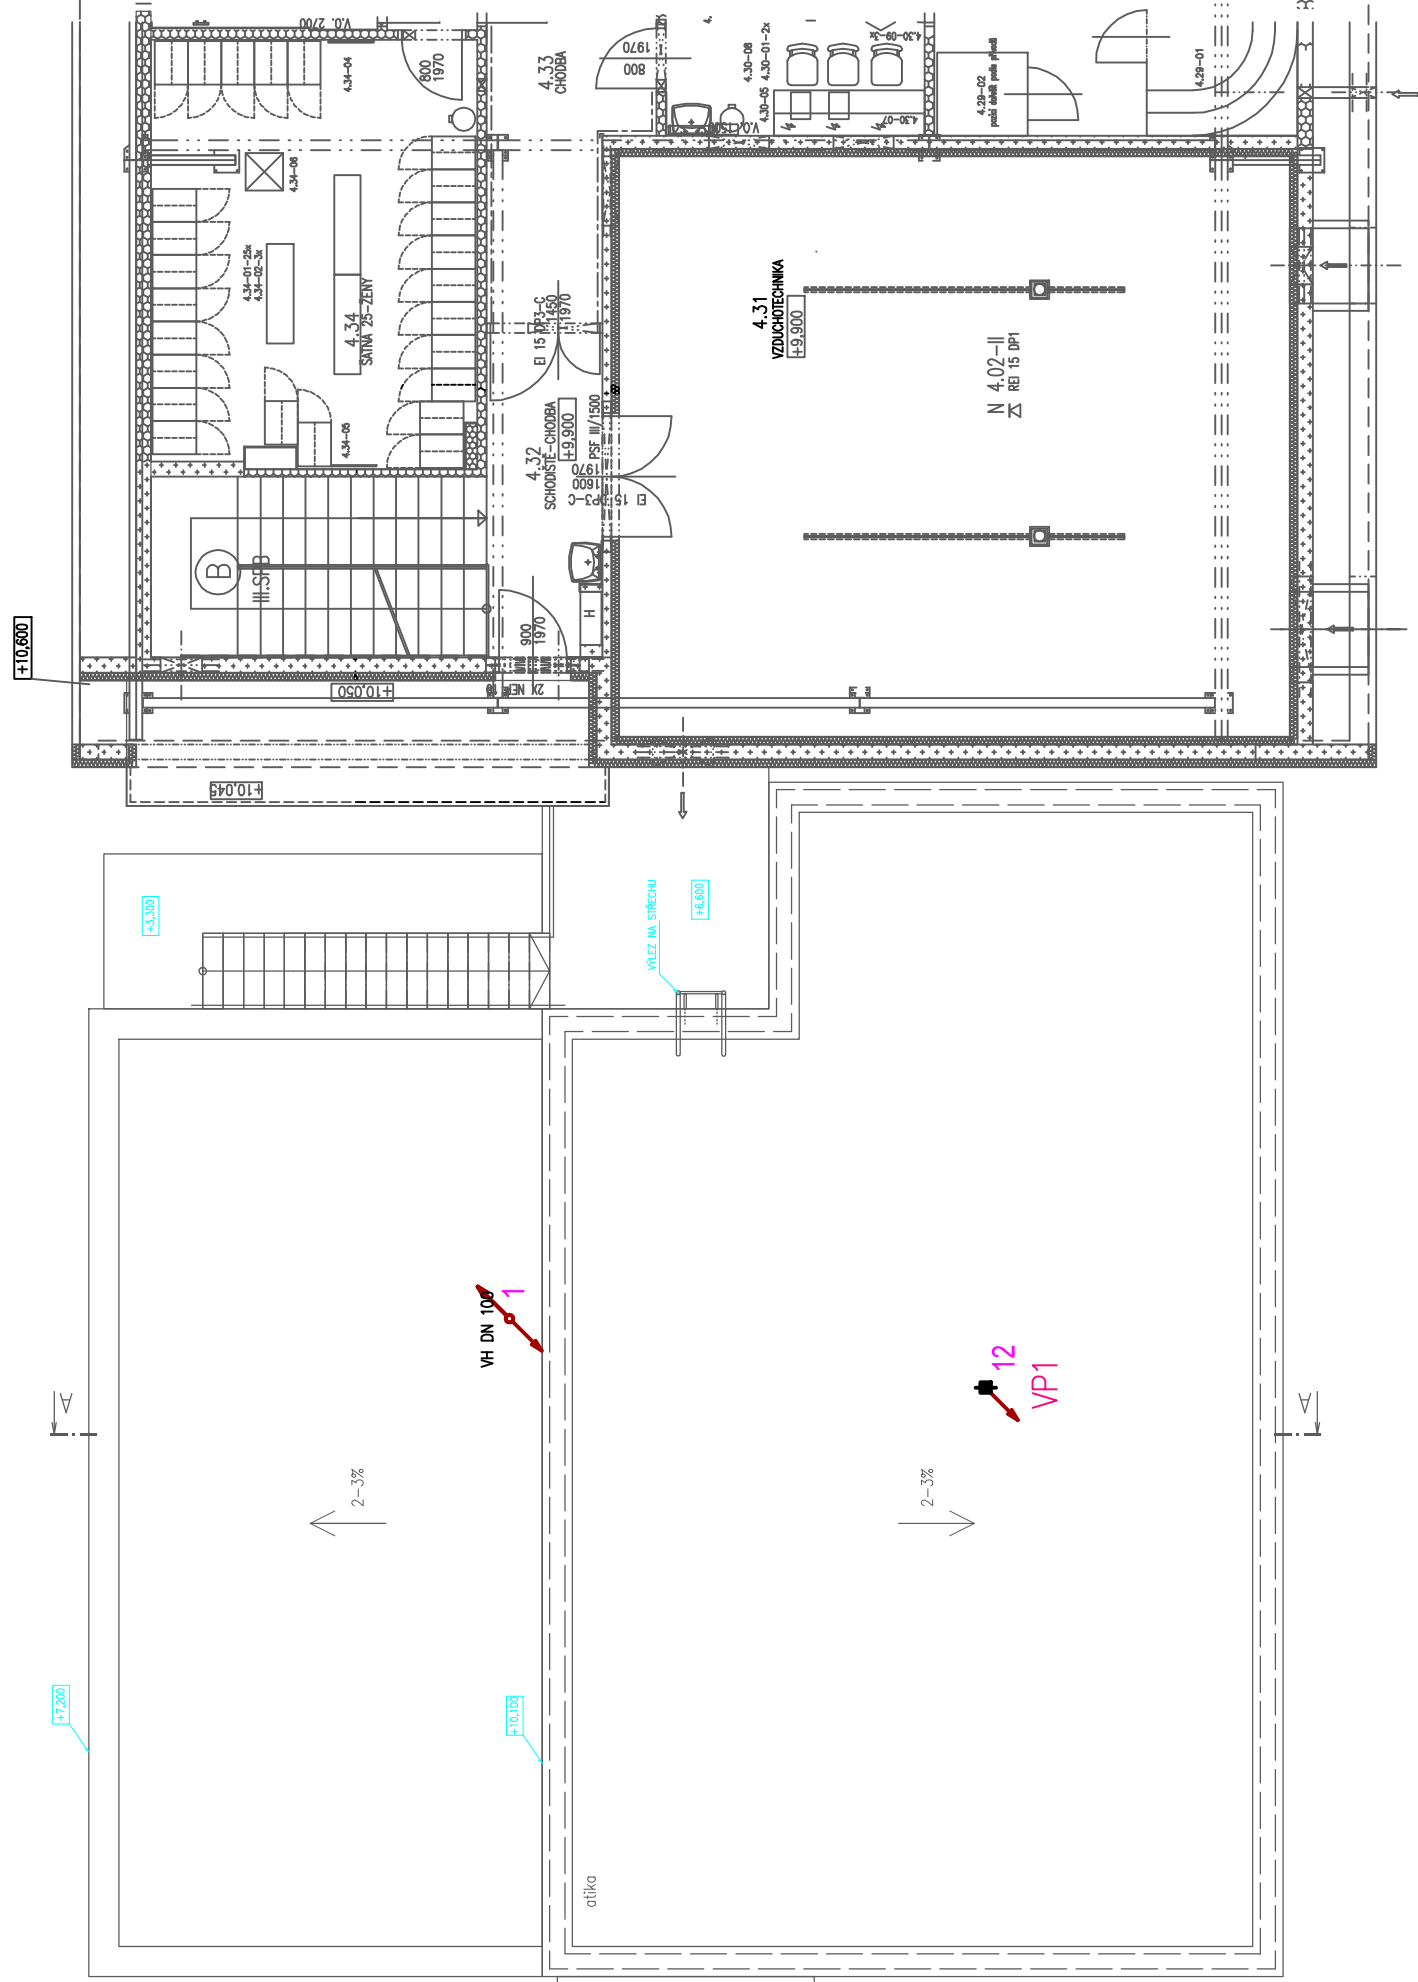 V.O. 2700
800
1970
4.34-04
4.33
CHODBA
1970
800
4.
4.30-08
4.30-05
4.30-01-2x
4.30-09-3x
4.30-07
V.O. 1500
4.29-02
4.29-01
4.34-06
4.34-01-25x
4.34-02-3x
4.34
ŠATNA 25-ŽENY
4.34-05
EI 15 DP3-C
1450
1970
4.31
VZDUCHOTECHNIKA
+9,900
N 4.02-II
REI 15 DP1
4.32
SCHODIŠTĚ-CHODBA
+9,900
PSF III/1500
1600
1970
EI 15 DP3-C
B
III.SPB
H
900
1970
+10,600
+10,050
+10,045
+3,300
VÝLEZ NA STŘECHU
+6,600
VH DN 100
1
12
VP1
A
A
2-3%
2-3%
+7,200
+10,100
atika